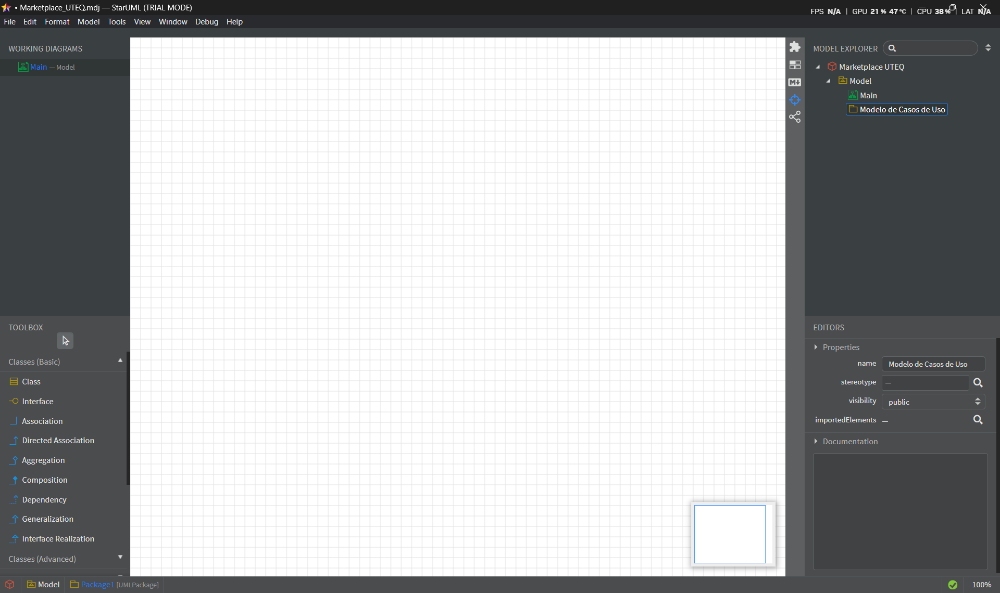 • Marketplace_UTEQ.mdj — StarUML (TRIAL MODE)
FPS N/A | GPU 21% 47°C | CPU 38% | LAT N/A
File Edit Format Model Tools View Window Debug Help
WORKING DIAGRAMS
Main — Model
TOOLBOX
Classes (Basic)
Class
Interface
Association
Directed Association
Aggregation
Composition
Dependency
Generalization
Interface Realization
Classes (Advanced)
M↓
MODEL EXPLORER
Marketplace UTEQ
Model
Main
Modelo de Casos de Uso
EDITORS
Properties
name Modelo de Casos de Uso
stereotype —
visibility public
importedElements —
Documentation
Model Package1 [UMLPackage]
100%